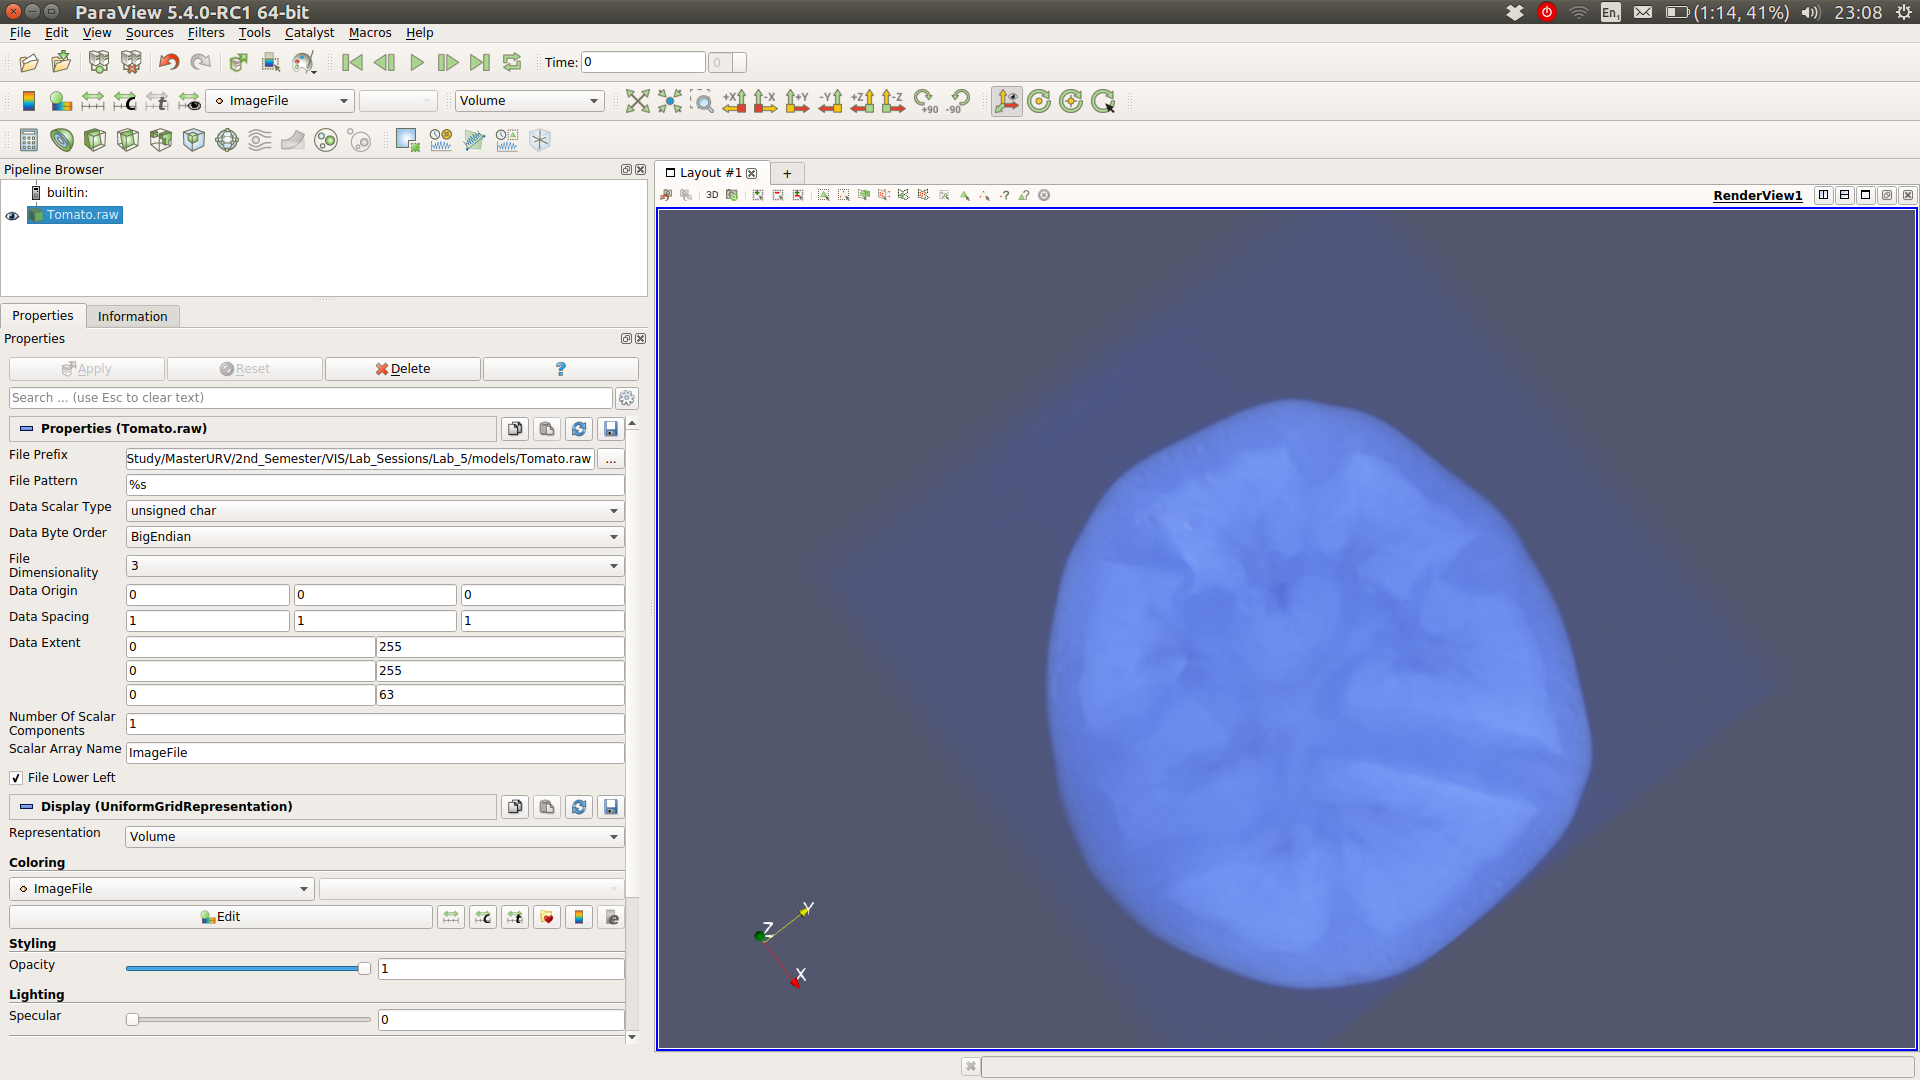 ParaView 5.4.0-RC1 64-bit
En1 (1:14, 41%) 23:08
File Edit View Sources Filters Tools Catalyst Macros Help
Time: 0 0
ImageFile Volume +X -X +Y -Y +Z -Z +90 -90
Pipeline Browser
builtin:
Tomato.raw
Layout #1 +
3D RenderView1
Properties Information
Properties
Apply Reset Delete ?
Search ... (use Esc to clear text)
Properties (Tomato.raw)
File Prefix Study/MasterURV/2nd_Semester/VIS/Lab_Sessions/Lab_5/models/Tomato.raw ...
File Pattern %s
Data Scalar Type unsigned char
Data Byte Order BigEndian
File
Dimensionality 3
Data Origin 0 0 0
Data Spacing 1 1 1
Data Extent 0 255
0 255
0 63
Number Of Scalar
Components 1
Scalar Array Name ImageFile
File Lower Left
Display (UniformGridRepresentation)
Representation Volume
Coloring
ImageFile
Edit
Styling
Opacity 1
Lighting
Specular 0
Y
Z
X